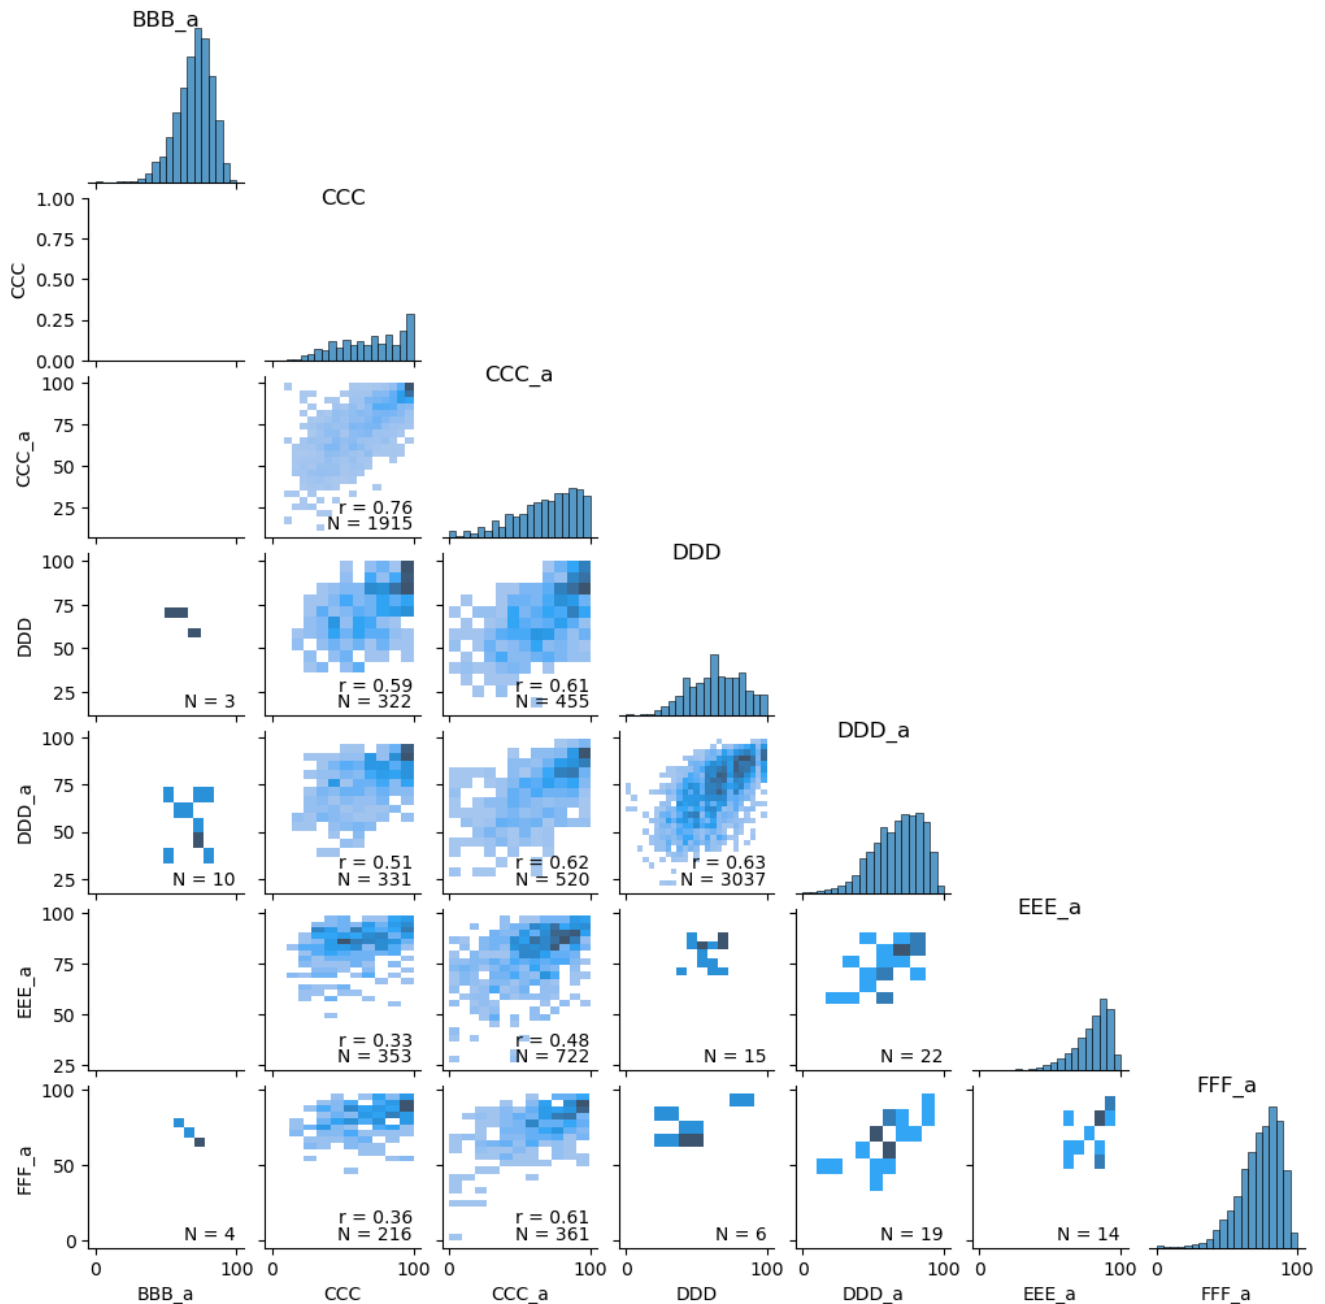 BBB_a
1.00
CCC
0.75
0.50
0.25
0.00
CCC
CCC_a
100
75
50
25
CCC_a
r = 0.76
N = 1915
DDD
100
75
50
25
DDD
N = 3
r = 0.59
N = 322
r = 0.61
N = 455
DDD_a
100
75
50
25
DDD_a
N = 10
r = 0.51
N = 331
r = 0.62
N = 520
r = 0.63
N = 3037
EEE_a
100
75
50
25
EEE_a
r = 0.33
N = 353
r = 0.48
N = 722
N = 15
N = 22
FFF_a
100
50
0
FFF_a
N = 4
r = 0.36
N = 216
r = 0.61
N = 361
N = 6
N = 19
N = 14
0 100 0 100 0 100 0 100 0 100 0 100 0 100
BBB_a CCC CCC_a DDD DDD_a EEE_a FFF_a